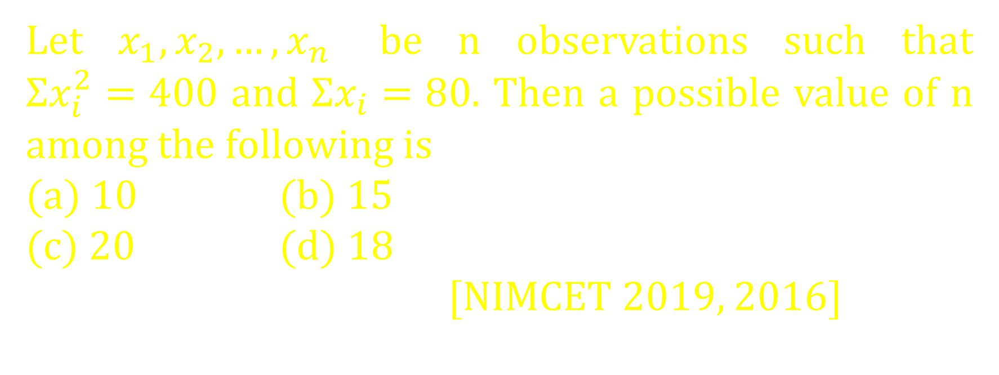 Let x₁, x₂, ... , xₙ be n observations such that
Σxᵢ² = 400 and Σxᵢ = 80. Then a possible value of n
among the following is
(a) 10 (b) 15
(c) 20 (d) 18
[NIMCET 2019, 2016]